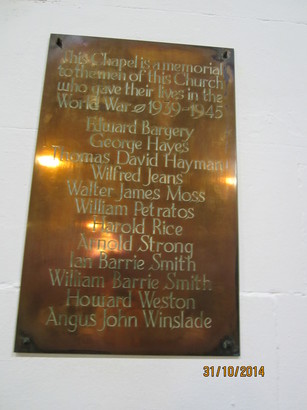 This Chapel is a memorial
to the men of this Church
who gave their lives in the
World War 1939-1945
Edward Bargery
George Hayes
Thomas David Hayman
Wilfred Jeans
Walter James Moss
William Petratos
Harold Rice
Arnold Strong
Ian Barrie Smith
William Barrie Smith
Howard Weston
Angus John Winslade
31/10/2014